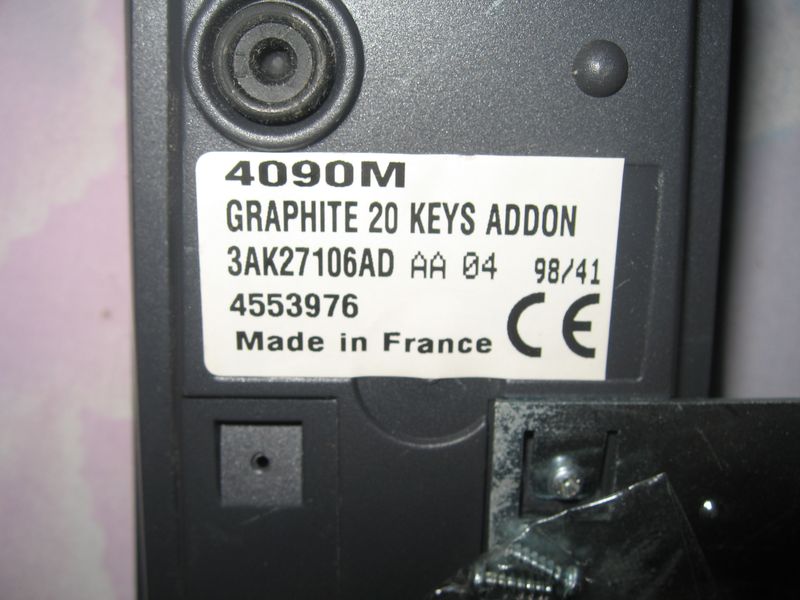 4090M
GRAPHITE 20 KEYS ADDON
3AK27106AD AA 04 98/41
4553976
Made in France CE